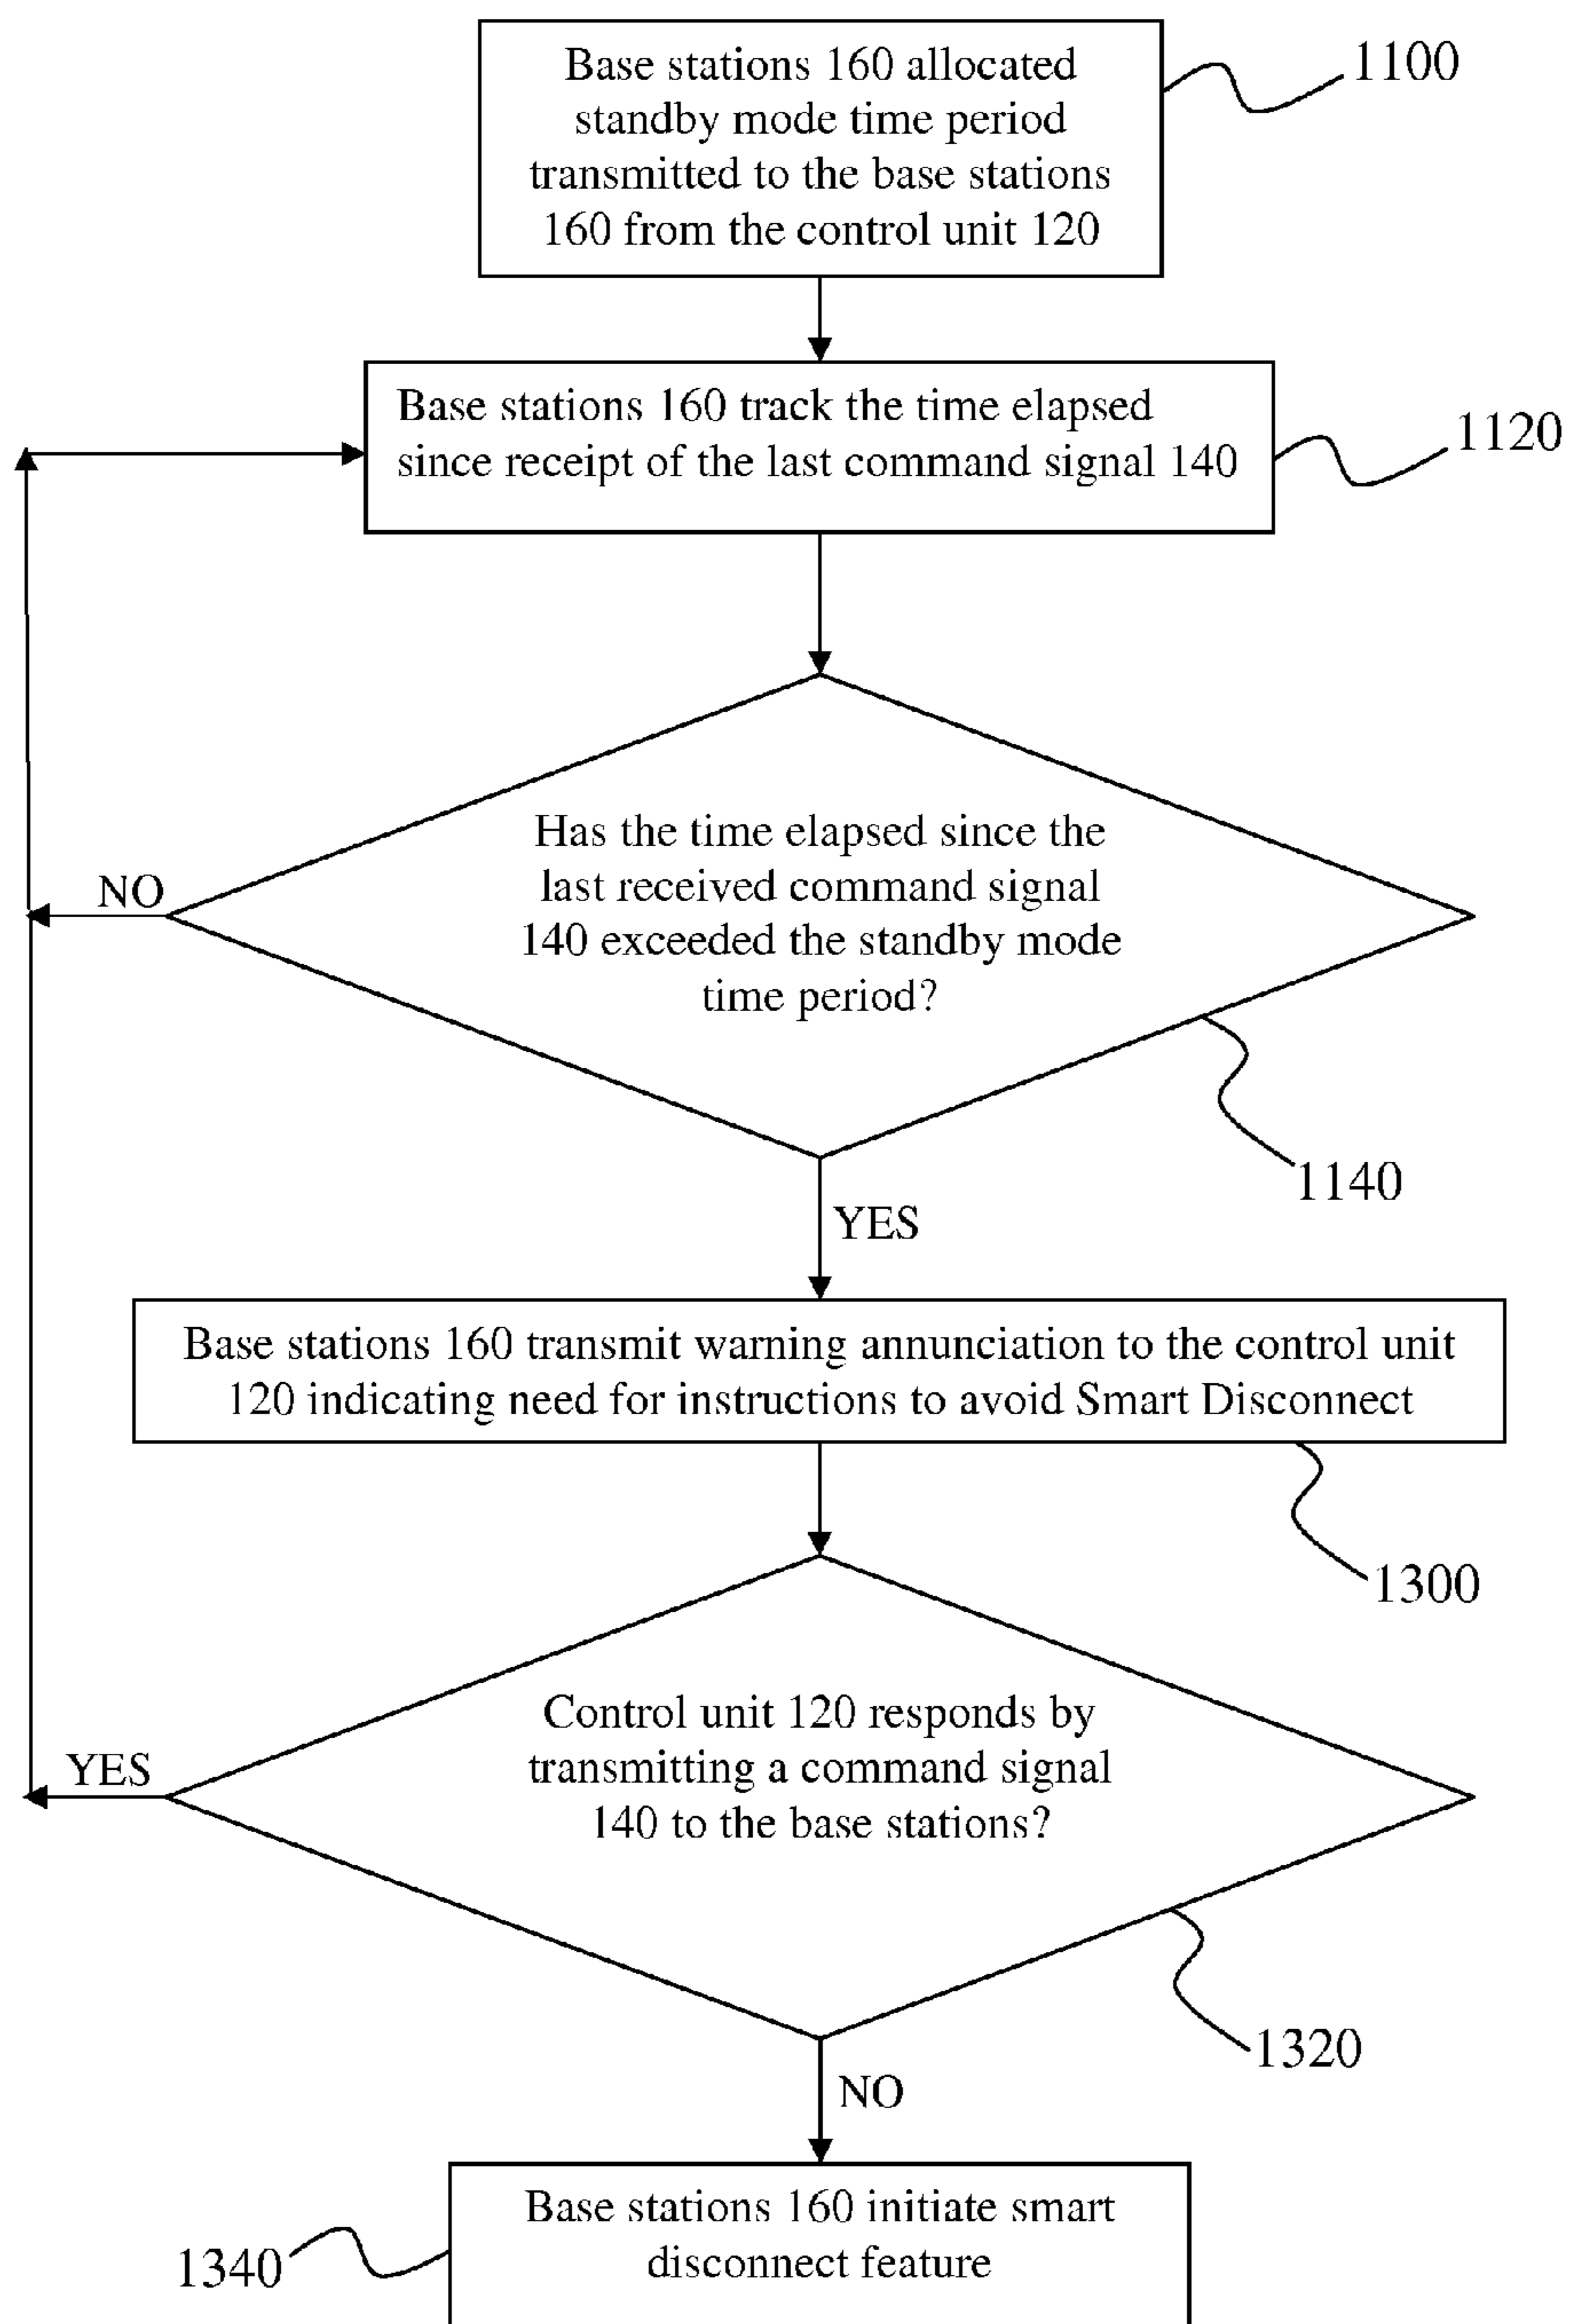 Base stations 160 allocated
standby mode time period
transmitted to the base stations
160 from the control unit 120
1100
Base stations 160 track the time elapsed
since receipt of the last command signal 140
1120
Has the time elapsed since the
last received command signal
140 exceeded the standby mode
time period?
NO
1140
YES
Base stations 160 transmit warning annunciation to the control unit
120 indicating need for instructions to avoid Smart Disconnect
1300
Control unit 120 responds by
transmitting a command signal
140 to the base stations?
YES
1320
NO
Base stations 160 initiate smart
disconnect feature
1340